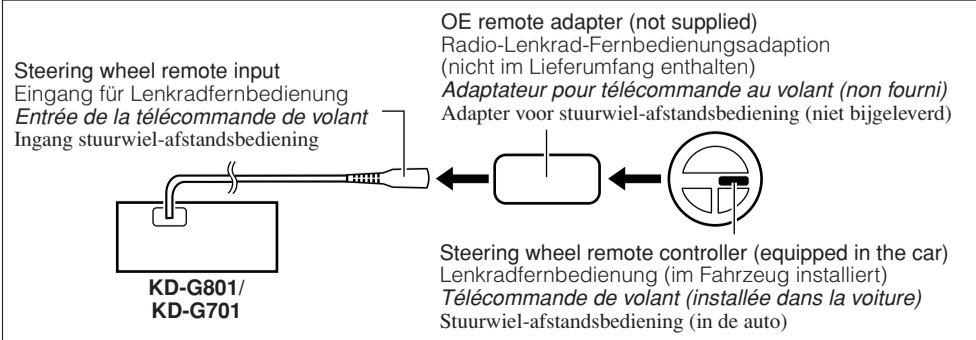 OE remote adapter (not supplied)
Radio-Lenkrad-Fernbedienungsadaption
(nicht im Lieferumfang enthalten)
Adaptateur pour télécommande au volant (non fourni)
Adapter voor stuurwiel-afstandsbediening (niet bijgeleverd)
Steering wheel remote input
Eingang für Lenkradfernbedienung
Entrée de la télécommande de volant
Ingang stuurwiel-afstandsbediening
KD-G801/
KD-G701
Steering wheel remote controller (equipped in the car)
Lenkradfernbedienung (im Fahrzeug installiert)
Télécommande de volant (installée dans la voiture)
Stuurwiel-afstandsbediening (in de auto)